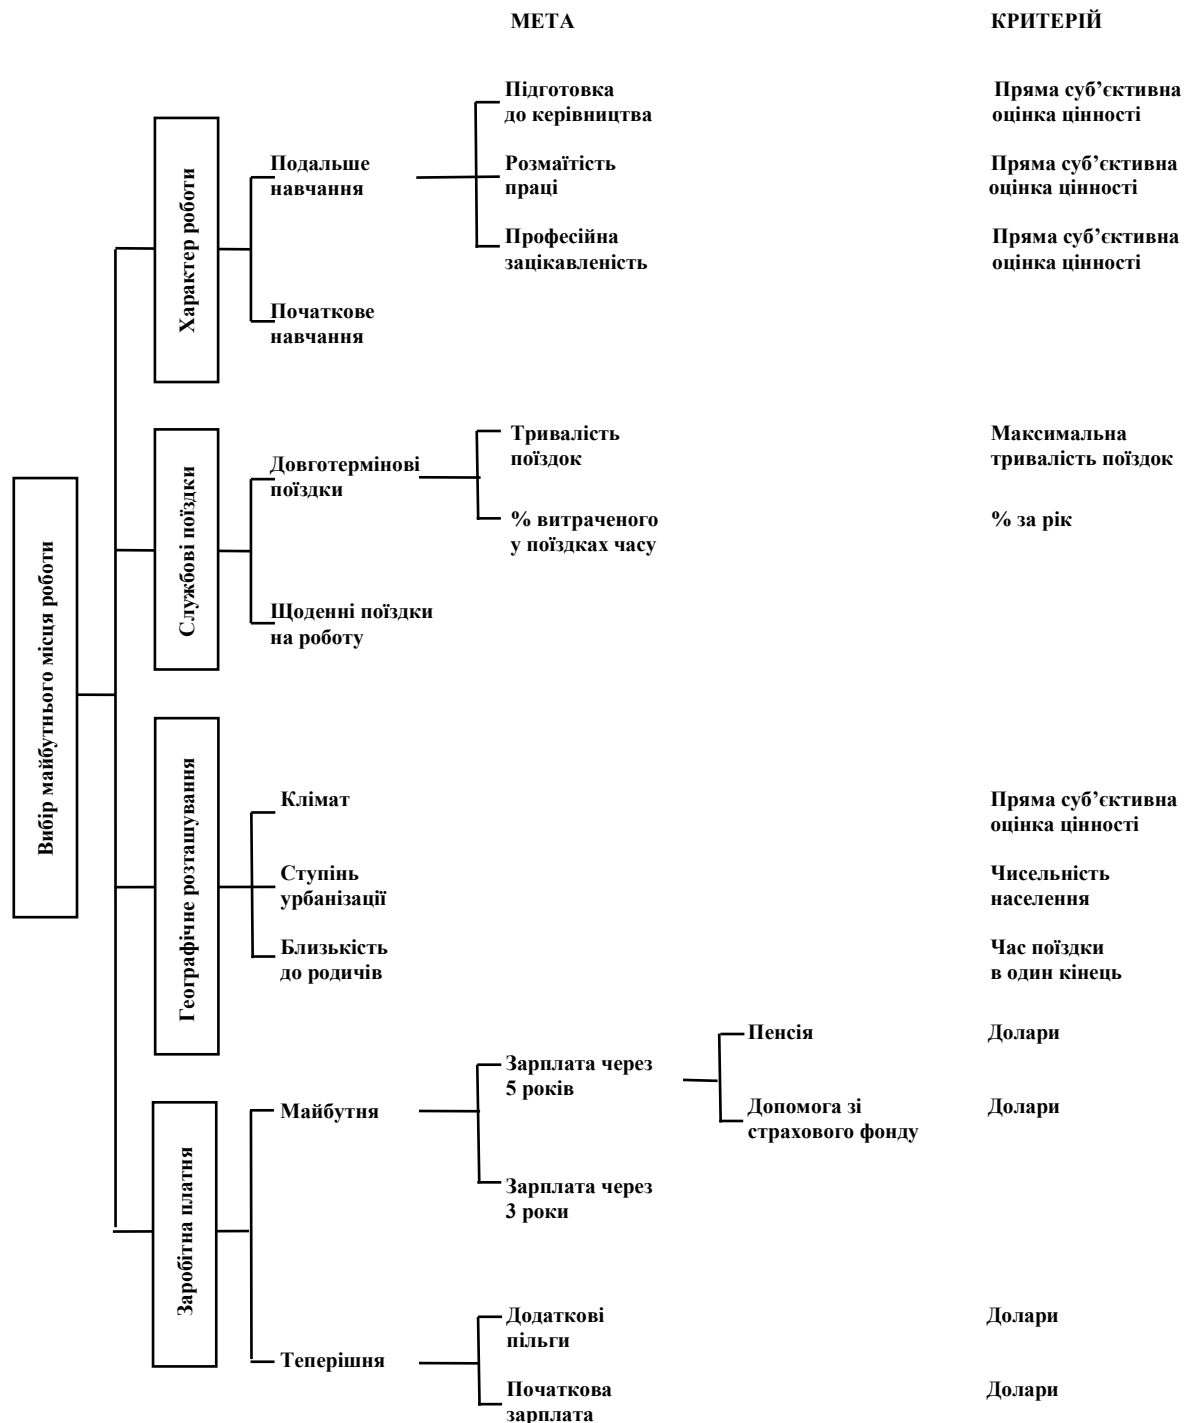 МЕТА
КРИТЕРІЙ
Вибір майбутнього місця роботи
Характер роботи
Подальше
навчання
Підготовка
до керівництва
Пряма суб’єктивна
оцінка цінності
Розмаїтість
праці
Пряма суб’єктивна
оцінка цінності
Професійна
зацікавленість
Пряма суб’єктивна
оцінка цінності
Початкове
навчання
Службові поїздки
Довготермінові
поїздки
Тривалість
поїздок
Максимальна
тривалість поїздок
% витраченого
у поїздках часу
% за рік
Щоденні поїздки
на роботу
Географічне розташування
Клімат
Пряма суб’єктивна
оцінка цінності
Ступінь
урбанізації
Чисельність
населення
Близькість
до родичів
Час поїздки
в один кінець
Заробітна платня
Майбутня
Зарплата через
5 років
Пенсія
Долари
Допомога зі
страхового фонду
Долари
Зарплата через
3 роки
Теперішня
Додаткові
пільги
Долари
Початкова
зарплата
Долари